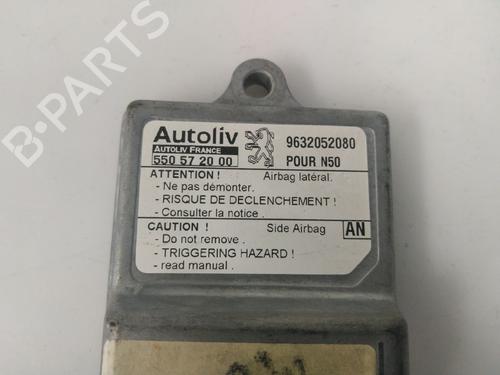 B-PARTS
Autoliv
AUTOLIV FRANCE
550 57 20 00
9632052080
POUR N50
ATTENTION ! Airbag latéral.
- Ne pas démonter.
- RISQUE DE DECLENCHEMENT !
- Consulter la notice .
CAUTION ! Side Airbag AN
- Do not remove .
- TRIGGERING HAZARD !
- read manual .